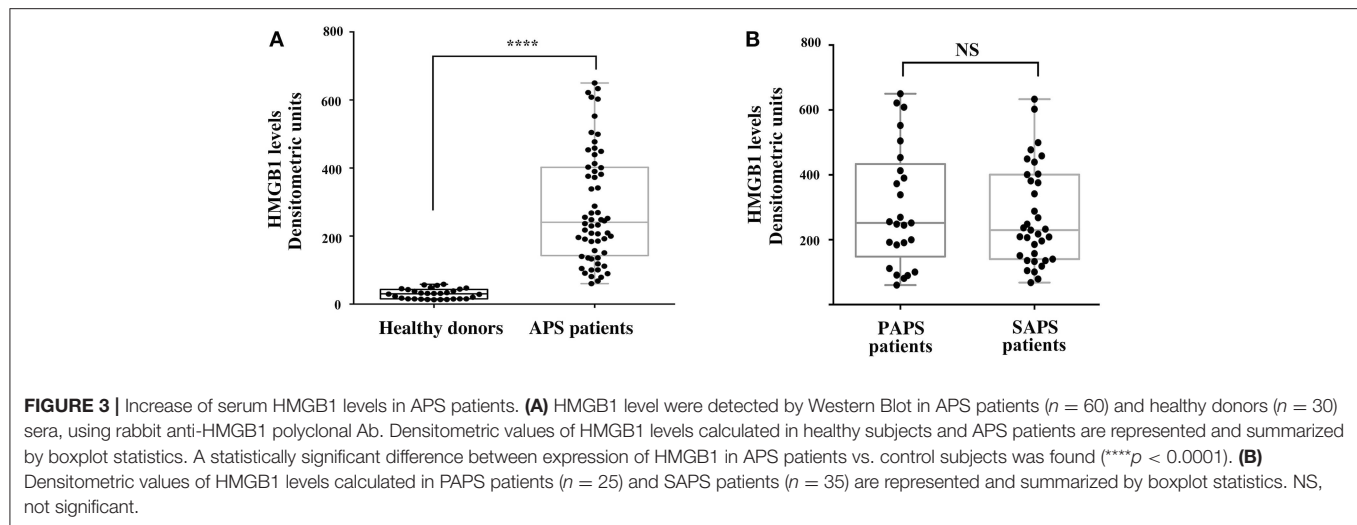 A
****
HMGB1 levels
Densitometric units
800
600
400
200
0
Healthy donors
APS patients
B
NS
HMGB1 levels
Densitometric units
800
600
400
200
PAPS
patients
SAPS
patients
FIGURE 3 | Increase of serum HMGB1 levels in APS patients. (A) HMGB1 level were detected by Western Blot in APS patients (n = 60) and healthy donors (n = 30)
sera, using rabbit anti-HMGB1 polyclonal Ab. Densitometric values of HMGB1 levels calculated in healthy subjects and APS patients are represented and summarized
by boxplot statistics. A statistically significant difference between expression of HMGB1 in APS patients vs. control subjects was found (****p < 0.0001). (B)
Densitometric values of HMGB1 levels calculated in PAPS patients (n = 25) and SAPS patients (n = 35) are represented and summarized by boxplot statistics. NS,
not significant.